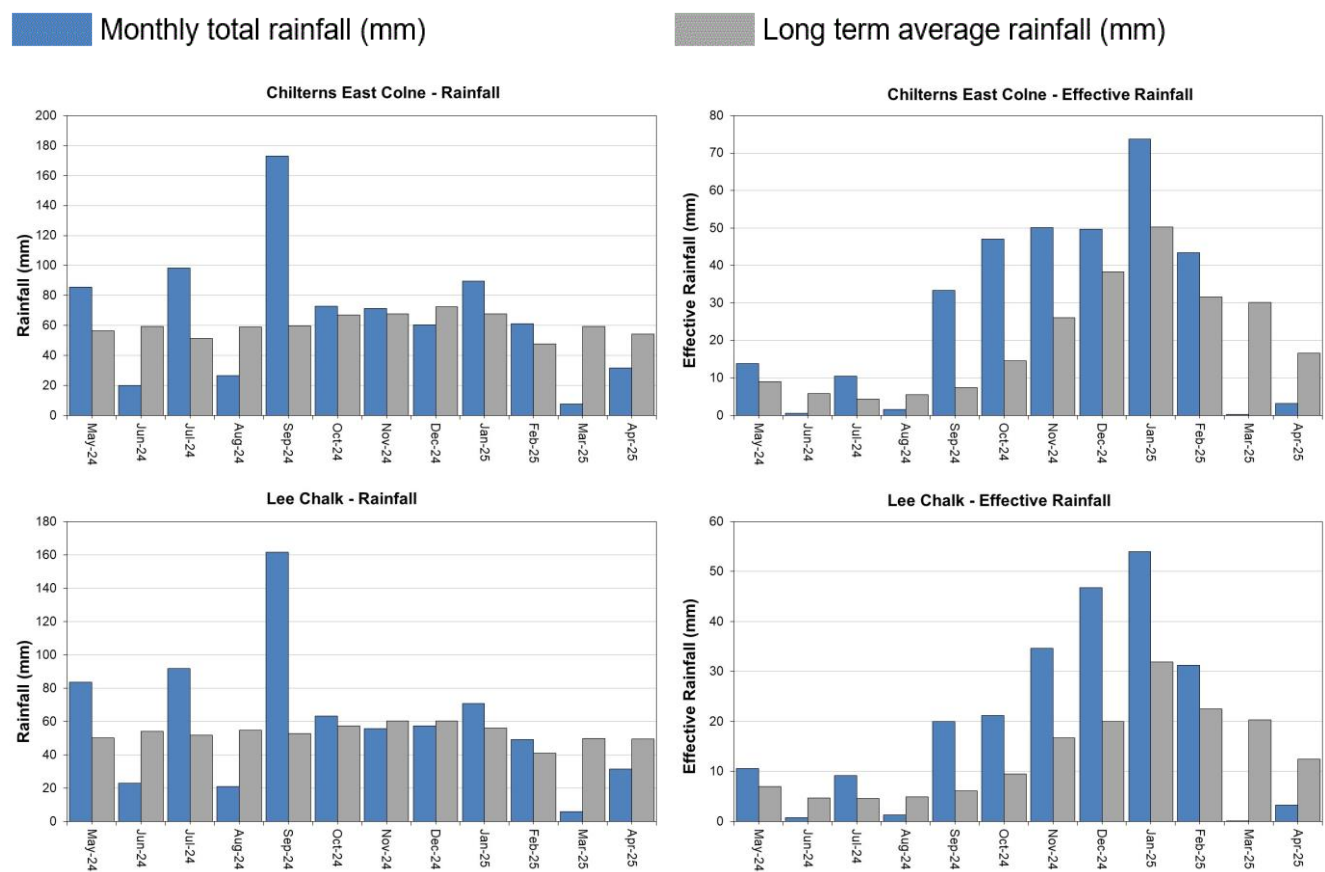 Monthly total rainfall (mm)
Long term average rainfall (mm)
Chilterns East Colne - Rainfall
Rainfall (mm)
200
180
160
140
120
100
80
60
40
20
0
May-24
Jun-24
Jul-24
Aug-24
Sep-24
Oct-24
Nov-24
Dec-24
Jan-25
Feb-25
Mar-25
Apr-25
Chilterns East Colne - Effective Rainfall
Effective Rainfall (mm)
80
70
60
50
40
30
20
10
0
May-24
Jun-24
Jul-24
Aug-24
Sep-24
Oct-24
Nov-24
Dec-24
Jan-25
Feb-25
Mar-25
Apr-25
Lee Chalk - Rainfall
Rainfall (mm)
180
160
140
120
100
80
60
40
20
0
May-24
Jun-24
Jul-24
Aug-24
Sep-24
Oct-24
Nov-24
Dec-24
Jan-25
Feb-25
Mar-25
Apr-25
Lee Chalk - Effective Rainfall
Effective Rainfall (mm)
60
50
40
30
20
10
0
May-24
Jun-24
Jul-24
Aug-24
Sep-24
Oct-24
Nov-24
Dec-24
Jan-25
Feb-25
Mar-25
Apr-25